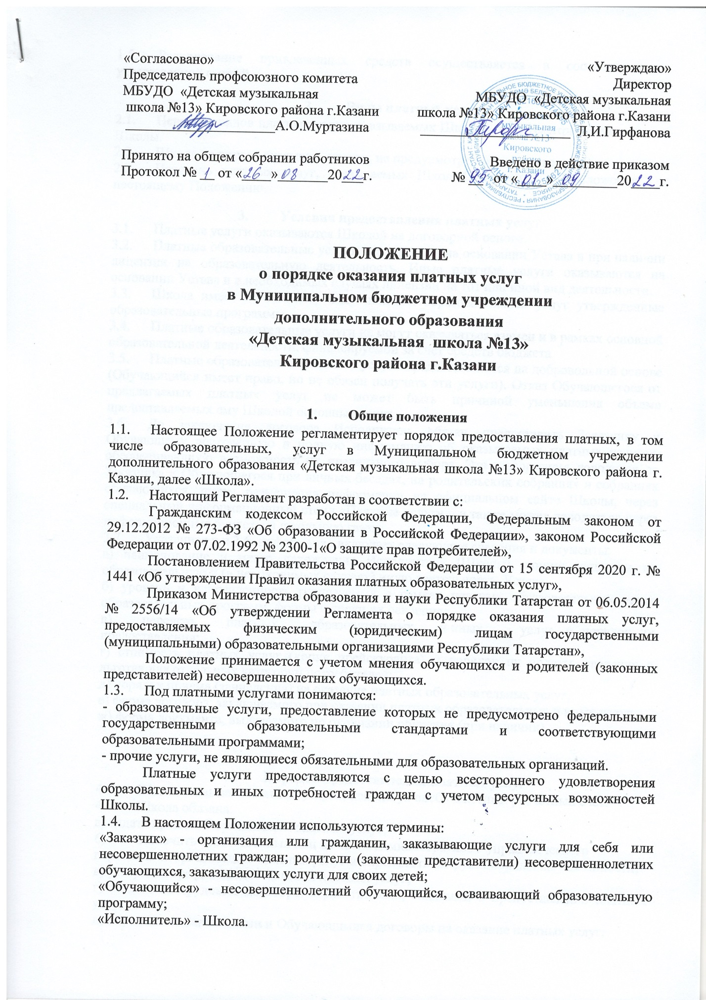 «Согласовано»
Председатель профсоюзного комитета
МБУДО «Детская музыкальная
школа №13» Кировского района г.Казани
____________________А.О.Муртазина
Принято на общем собрании работников
Протокол № 1 от «26» 08 2022г.
«Утверждаю»
Директор
МБУДО «Детская музыкальная
школа №13» Кировского района г.Казани
____________________ Л,И.Гирфанова
Введено в действие приказом
№ 95 от «01» 09 2022 г.
музыкальная
школа №13»
Кировского
района
г. Казани
ПОЛОЖЕНИЕ
о порядке оказания платных услуг
в Муниципальном бюджетном учреждении
дополнительного образования
«Детская музыкальная школа №13»
Кировского района г.Казани
1. Общие положения
1.1. Настоящее Положение регламентирует порядок предоставления платных, в том
числе образовательных, услуг в Муниципальном бюджетном учреждении
дополнительного образования «Детская музыкальная школа №13» Кировского района г.
Казани, далее «Школа».
1.2. Настоящий Регламент разработан в соответствии с:
Гражданским кодексом Российской Федерации, Федеральным законом от
29.12.2012 № 273-ФЗ «Об образовании в Российской Федерации», законом Российской
Федерации от 07.02.1992 № 2300-1«О защите прав потребителей»,
Постановлением Правительства Российской Федерации от 15 сентября 2020 г. №
1441 «Об утверждении Правил оказания платных образовательных услуг»,
Приказом Министерства образования и науки Республики Татарстан от 06.05.2014
№ 2556/14 «Об утверждении Регламента о порядке оказания платных услуг,
предоставляемых физическим (юридическим) лицам государственными
(муниципальными) образовательными организациями Республики Татарстан»,
Положение принимается с учетом мнения обучающихся и родителей (законных
представителей) несовершеннолетних обучающихся.
1.3. Под платными услугами понимаются:
- образовательные услуги, предоставление которых не предусмотрено федеральными
государственными образовательными стандартами и соответствующими
образовательными программами;
- прочие услуги, не являющиеся обязательными для образовательных организаций.
Платные услуги предоставляются с целью всестороннего удовлетворения
образовательных и иных потребностей граждан с учетом ресурсных возможностей
Школы.
1.4. В настоящем Положении используются термины:
«Заказчик» - организация или гражданин, заказывающие услуги для себя или
несовершеннолетних граждан; родители (законные представители) несовершеннолетних
обучающихся, заказывающих услуги для своих детей;
«Обучающийся» - несовершеннолетний обучающийся, осваивающий образовательную
программу;
«Исполнитель» - Школа.